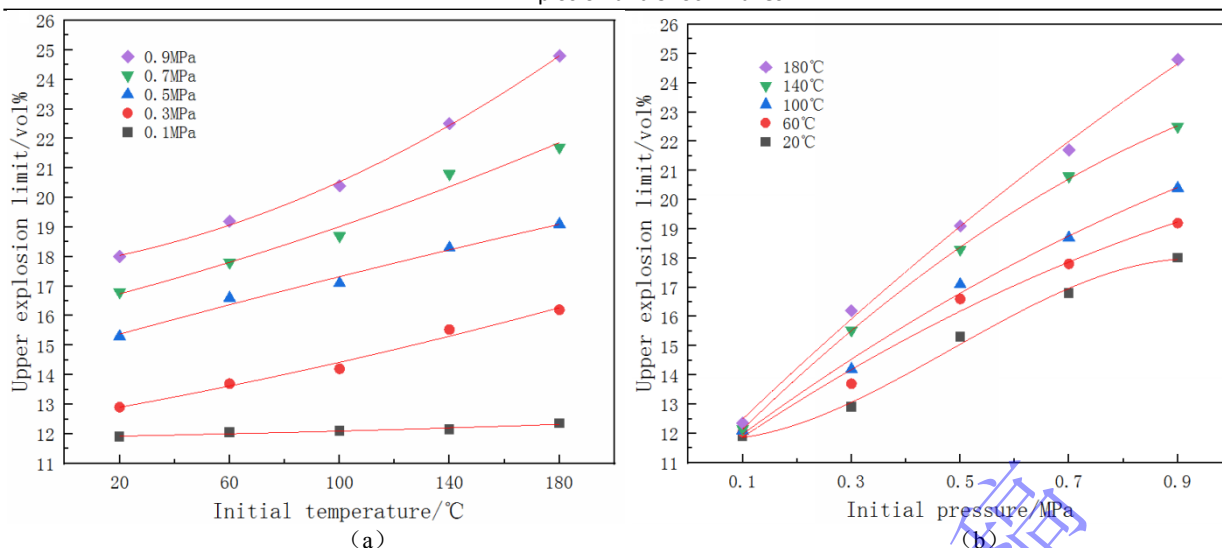 26
25
24
23
22
21
20
19
18
17
16
15
14
13
12
11
Upper explosion limit/vol%
0.9MPa
0.7MPa
0.5MPa
0.3MPa
0.1MPa
20 60 100 140 180
Initial temperature/℃
（a）
26
25
24
23
22
21
20
19
18
17
16
15
14
13
12
11
Upper explosion limit/vol%
180℃
140℃
100℃
60℃
20℃
0.1 0.3 0.5 0.7 0.9
Initial pressure/MPa
（b）
稿